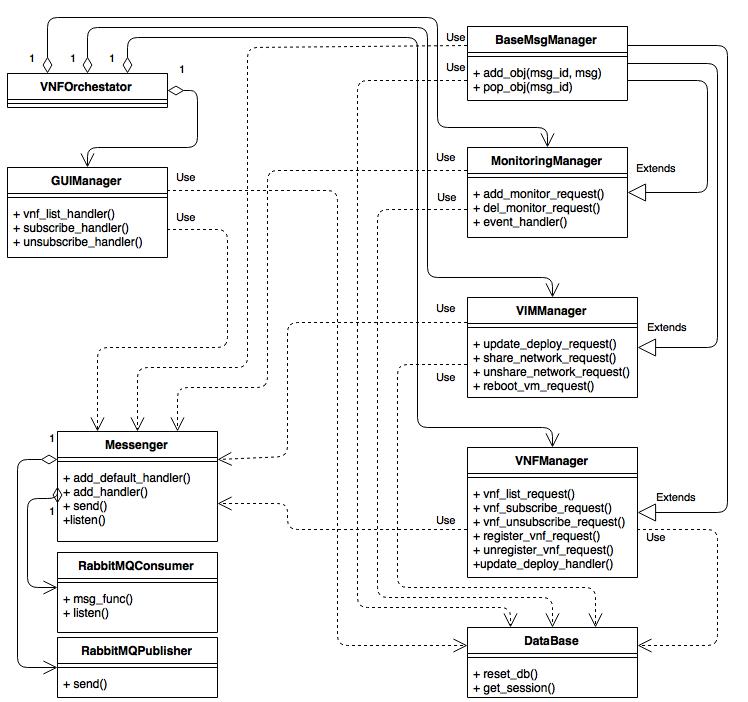 VNFOrchestator
1
1
1
1
GUIManager
+ vnf_list_handler()
+ subscribe_handler()
+ unsubscribe_handler()
Use
Use
BaseMsgManager
+ add_obj(msg_id, msg)
+ pop_obj(msg_id)
Use
Use
MonitoringManager
+ add_monitor_request()
+ del_monitor_request()
+ event_handler()
Use
Use
Extends
VIMManager
+ update_deploy_request()
+ share_network_request()
+ unshare_network_request()
+ reboot_vm_request()
Use
Use
Extends
VNFManager
+ vnf_list_request()
+ vnf_subscribe_request()
+ vnf_unsubscribe_request()
+ register_vnf_request()
+ unregister_vnf_request()
+update_deploy_handler()
Use
Extends
Use
Messenger
+ add_default_handler()
+ add_handler()
+ send()
+listen()
1
1
RabbitMQConsumer
+ msg_func()
+ listen()
RabbitMQPublisher
+ send()
DataBase
+ reset_db()
+ get_session()